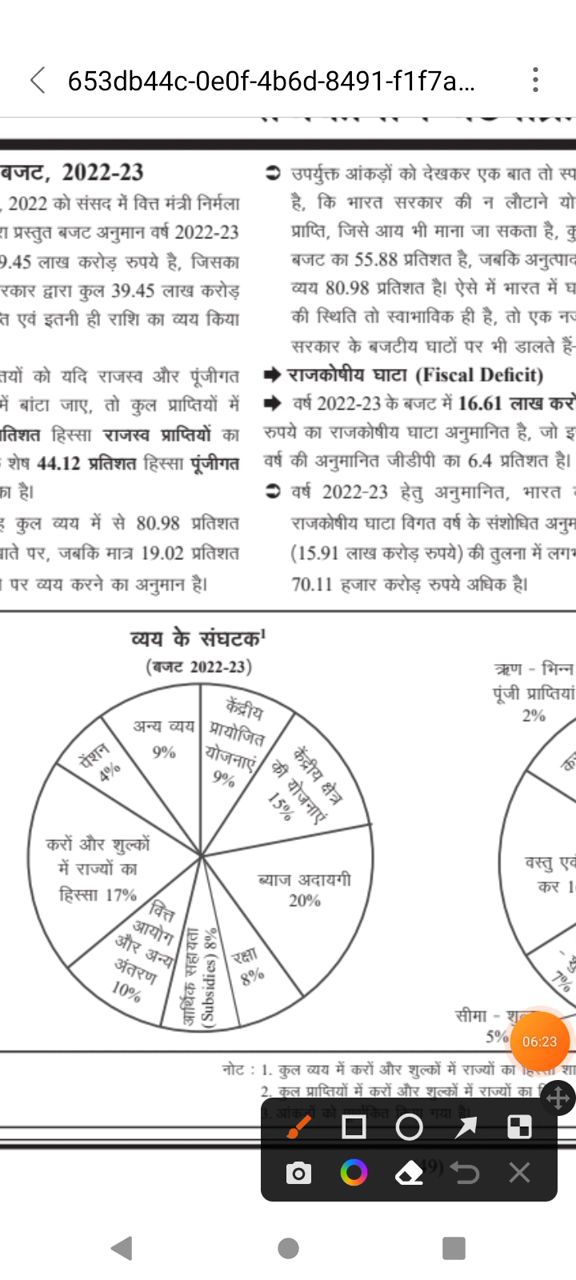 653db44c-0e0f-4b6d-8491-f1f7a...
बजट, 2022-23
, 2022 को संसद में वित्त मंत्री निर्मला
प्रस्तुत बजट अनुमान वर्ष 2022-23
9.45 लाख करोड़ रुपये है, जिसका
रकार द्वारा कुल 39.45 लाख करोड़
एवं इतनी ही राशि का व्यय किया
तयों को यदि राजस्व और पूंजीगत
में बांटा जाए, तो कुल प्राप्तियों में
तिशत हिस्सा राजस्व प्राप्तियों का
शेष 44.12 प्रतिशत हिस्सा पूंजीगत
का है।
कुल व्यय में से 80.98 प्रतिशत
ाते पर, जबकि मात्र 19.02 प्रतिशत
पर व्यय करने का अनुमान है।
➲ उपर्युक्त आंकड़ों को देखकर एक बात तो स्प
है, कि भारत सरकार की न लौटाने यो
प्राप्ति, जिसे आय भी माना जा सकता है, कु
बजट का 55.88 प्रतिशत है, जबकि अनुत्पाद
व्यय 80.98 प्रतिशत है। ऐसे में भारत में घ
की स्थिति तो स्वाभाविक ही है, तो एक नज
सरकार के बजटीय घाटों पर भी डालते हैं-
➡ राजकोषीय घाटा (Fiscal Deficit)
➡ वर्ष 2022-23 के बजट में 16.61 लाख करो
रुपये का राजकोषीय घाटा अनुमानित है, जो इ
वर्ष की अनुमानित जीडीपी का 6.4 प्रतिशत है।
➲ वर्ष 2022-23 हेतु अनुमानित, भारत
राजकोषीय घाटा विगत वर्ष के संशोधित अनुम
(15.91 लाख करोड़ रुपये) की तुलना में लगभ
70.11 हजार करोड़ रुपये अधिक है।
व्यय के संघटक¹
(बजट 2022-23)
केंद्रीय
प्रायोजित
योजनाएं
9%
केंद्रीय क्षेत्र
की योजनाएं
15%
ब्याज अदायगी
20%
रक्षा
8%
आर्थिक सहायता
(Subsidies) 8%
वित्त
आयोग
और अन्य
अंतरण
10%
करों और शुल्कों
में राज्यों का
हिस्सा 17%
पेंशन
4%
अन्य व्यय
9%
ऋण - भिन्न
पूंजी प्राप्तियां
2%
वस्तु एवं
कर 1
7%
सीमा - शु
5%
06:23
नोट : 1. कुल व्यय में करों और शुल्कों में राज्यों का हिस्सा शा
2. कुल प्राप्तियों में करों और शुल्कों में राज्यों का